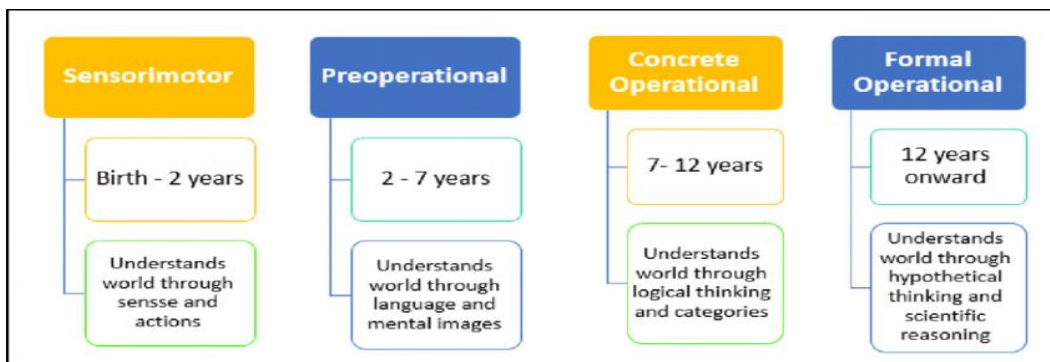 Sensorimotor
Birth - 2 years
Understands
world through
sensse and
actions
Preoperational
2 - 7 years
Understands
world through
language and
mental images
Concrete
Operational
7- 12 years
Understands
world through
logical thinking
and categories
Formal
Operational
12 years
onward
Understands
world through
hypothetical
thinking and
scientific
reasoning